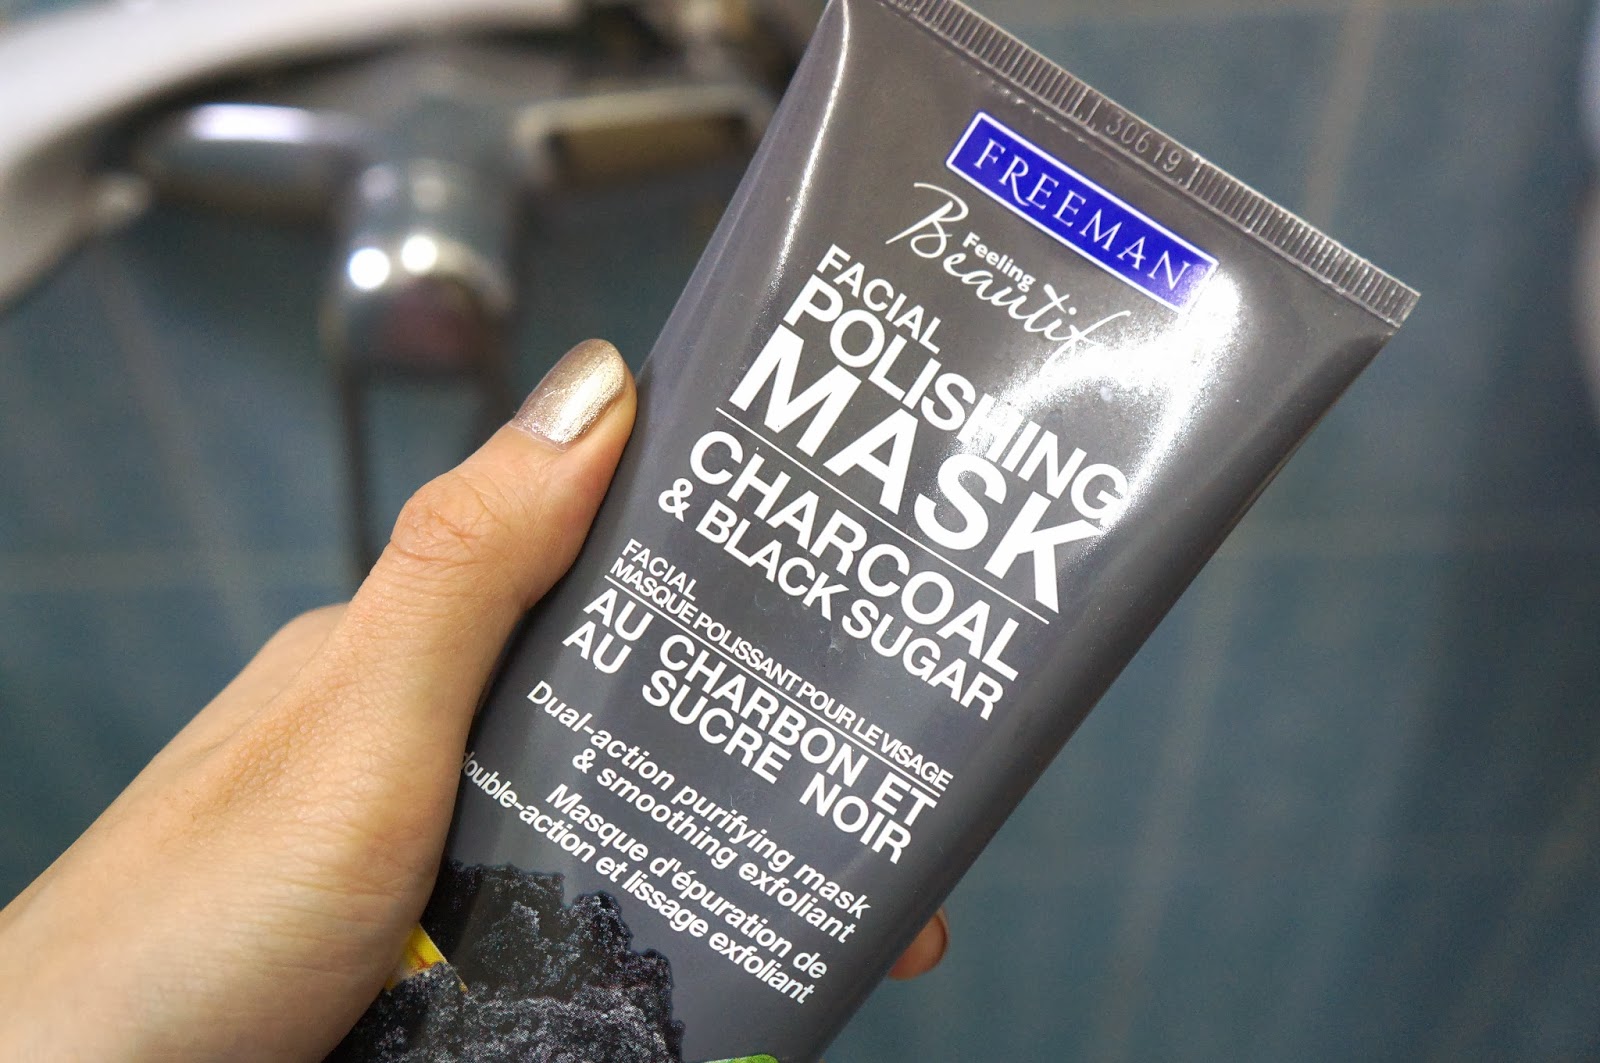 30619
FREEMAN
Feeling
FACIAL
POLISHING
MASK
CHARCOAL
& BLACK SUGAR
FACIAL
MASQUE POLISSANT POUR LE VISAGE
AU CHARBON ET
AU SUCRE NOIR
Dual-action purifying mask
& smoothing exfoliant
Masque d'épuration de
double-action et lissage exfoliant